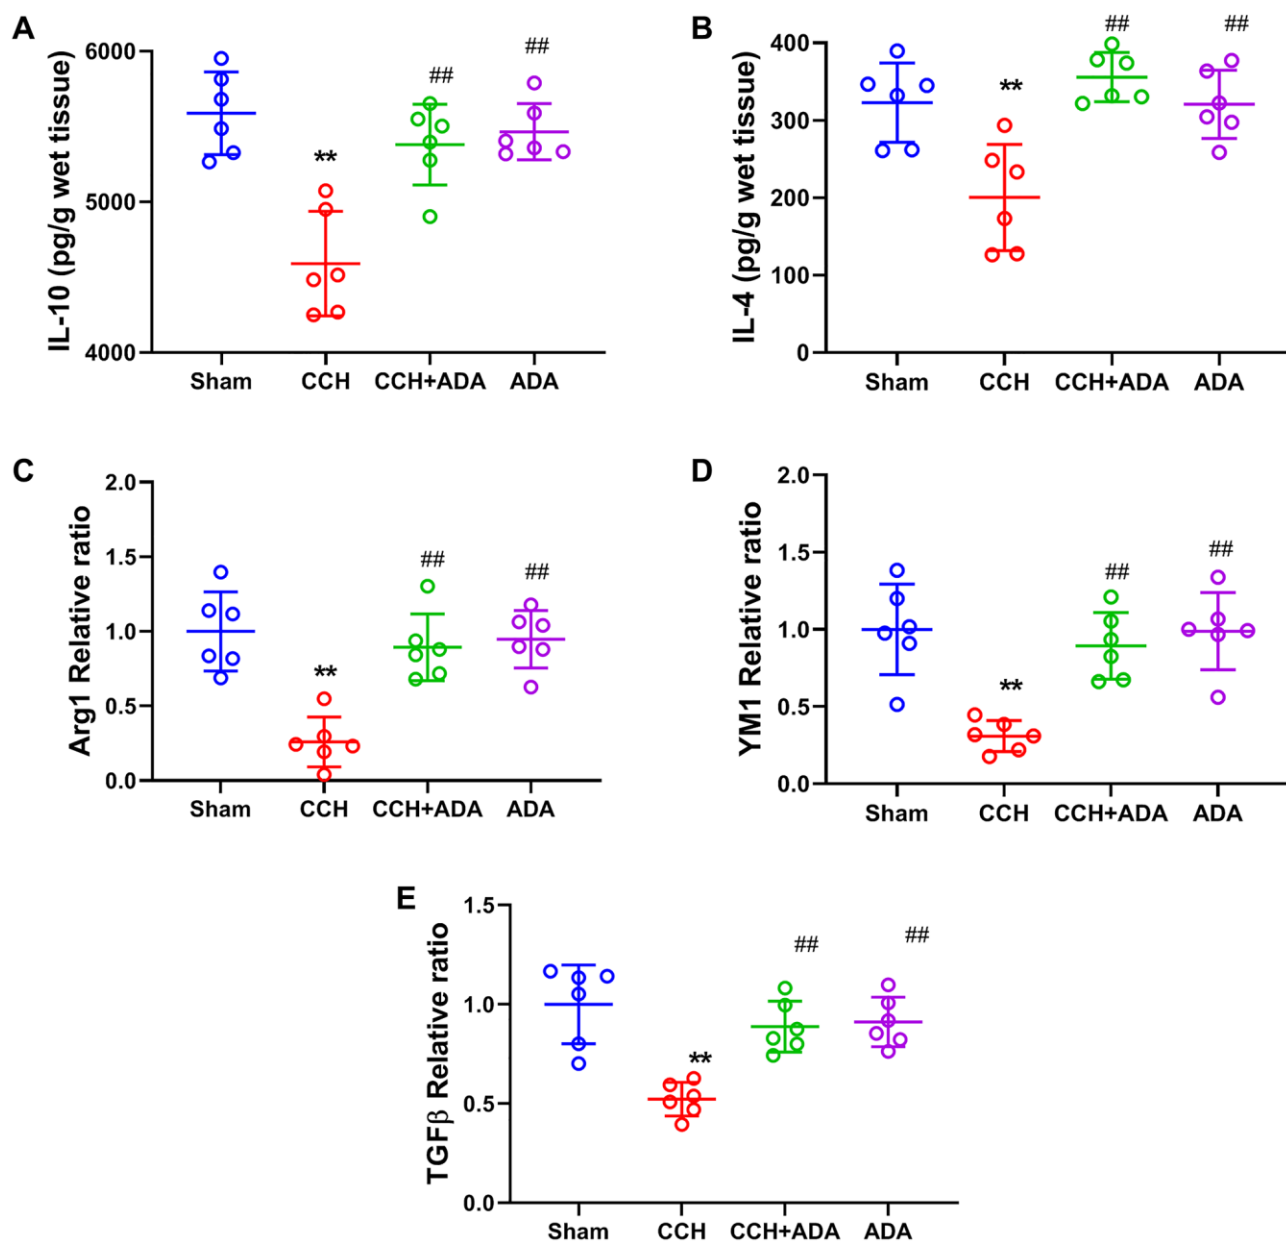 A
IL-10 (pg/g wet tissue)
6000
5000
4000
**
##
##
Sham CCH CCH+ADA ADA
B
IL-4 (pg/g wet tissue)
400
300
200
100
0
**
##
##
Sham CCH CCH+ADA ADA
C
Arg1 Relative ratio
2.0
1.5
1.0
0.5
0.0
**
##
##
Sham CCH CCH+ADA ADA
D
YM1 Relative ratio
2.0
1.5
1.0
0.5
0.0
**
##
##
Sham CCH CCH+ADA ADA
E
TGFβ Relative ratio
1.5
1.0
0.5
0.0
**
##
##
Sham CCH CCH+ADA ADA